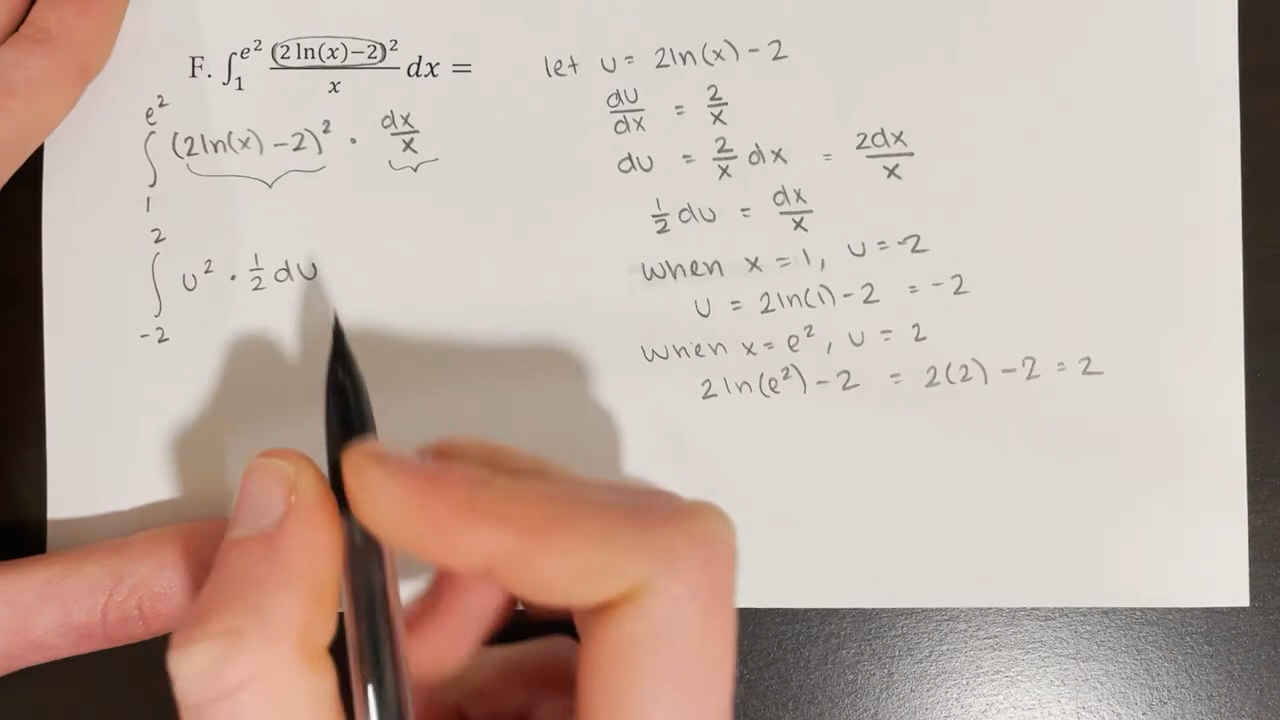 F. ∫₁^{e²} (2 ln(x)−2)²/x dx =
∫₁^{e²} (2ln(x) −2)² · dx/x
∫₋₂² u² · 1/2 du
let u = 2ln(x) − 2
du/dx = 2/x
du = 2/x dx = 2dx/x
1/2 du = dx/x
when x = 1, u = -2
u = 2ln(1) − 2 = −2
when x = e², u = 2
2ln(e²) − 2 = 2(2) − 2 = 2